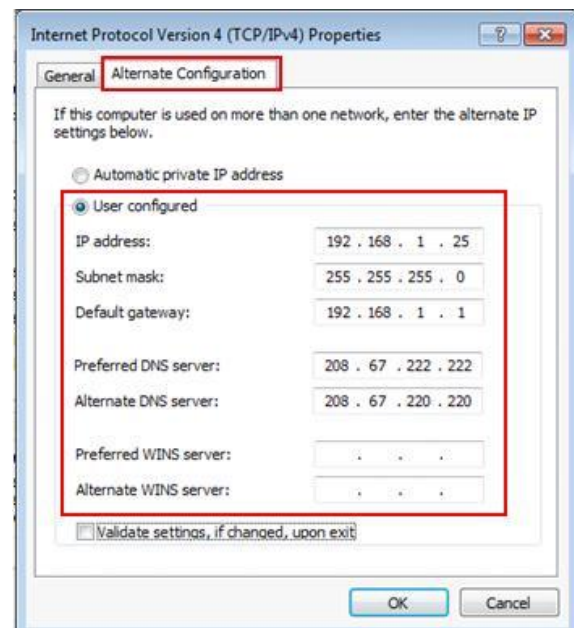 Internet Protocol Version 4 (TCP/IPv4) Properties
General Alternate Configuration
If this computer is used on more than one network, enter the alternate IP
settings below.
Automatic private IP address
User configured
IP address: 192 . 168 . 1 . 25
Subnet mask: 255 . 255 . 255 . 0
Default gateway: 192 . 168 . 1 . 1
Preferred DNS server: 208 . 67 . 222 . 222
Alternate DNS server: 208 . 67 . 220 . 220
Preferred WINS server: . . .
Alternate WINS server: . . .
Validate settings, if changed, upon exit
OK Cancel